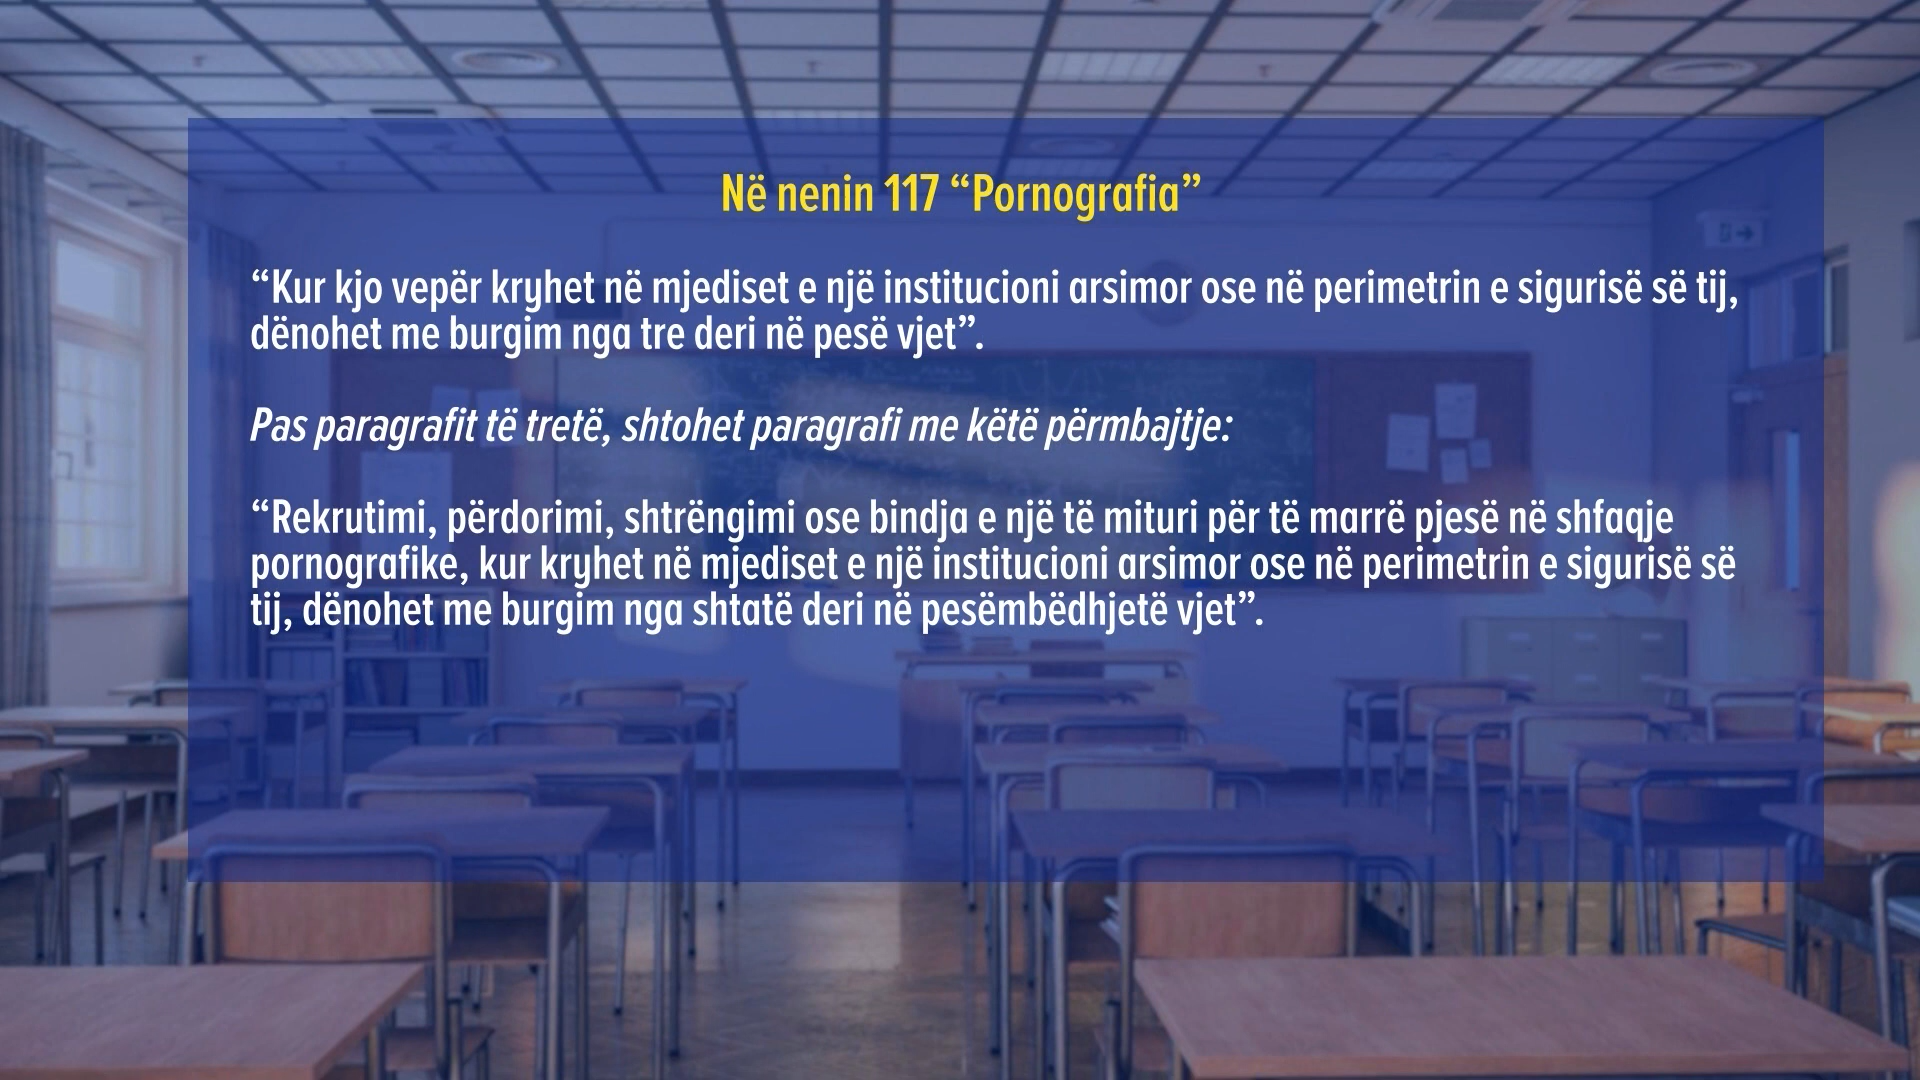 Në nenin 117 “Pornografia”
“Kur kjo vepër kryhet në mjediset e një institucioni arsimor ose në perimetrin e sigurisë së tij,
dënohet me burgim nga tre deri në pesë vjet”.
Pas paragrafit të tretë, shtohet paragrafi me këtë përmbajtje:
“Rekrutimi, përdorimi, shtrëngimi ose bindja e një të mituri për të marrë pjesë në shfaqje
pornografike, kur kryhet në mjediset e një institucioni arsimor ose në perimetrin e sigurisë së
tij, dënohet me burgim nga shtatë deri në pesëmbëdhjetë vjet”.